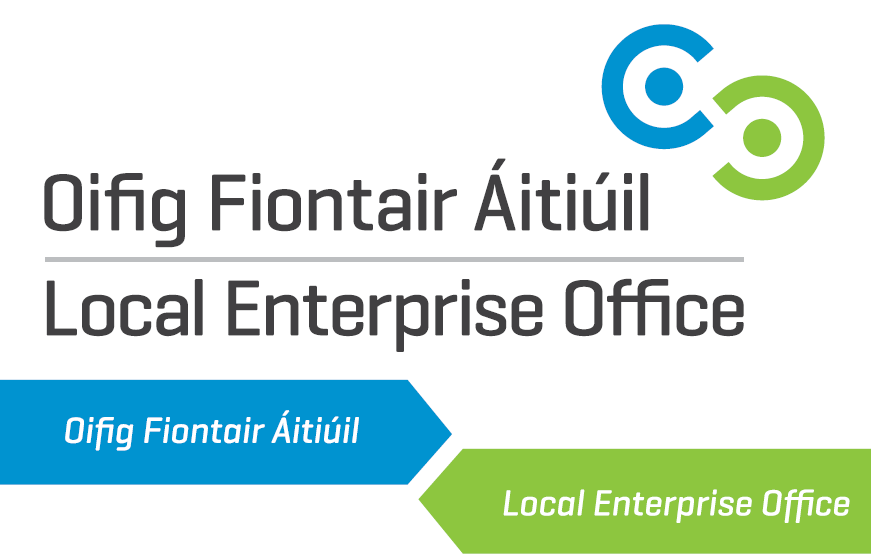 Oifig Fiontair Áitiúil
Local Enterprise Office
Oifig Fiontair Áitiúil
Local Enterprise Office